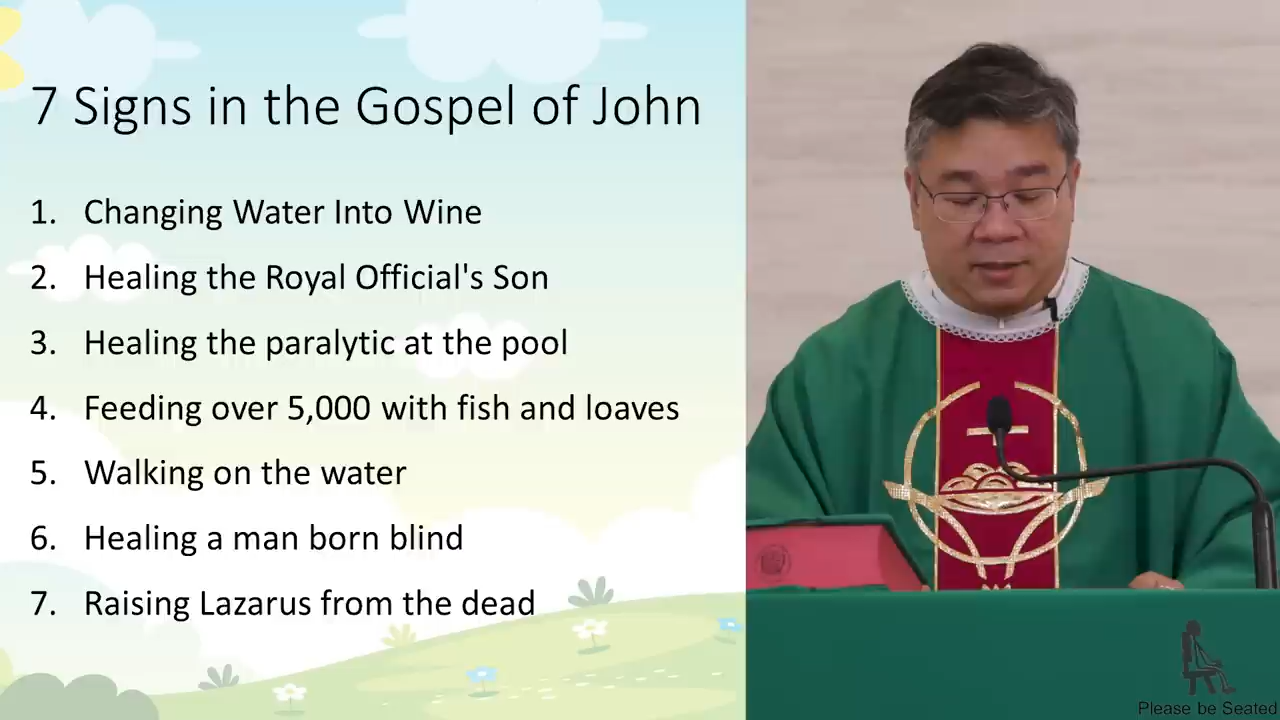 7 Signs in the Gospel of John
1. Changing Water Into Wine
2. Healing the Royal Official's Son
3. Healing the paralytic at the pool
4. Feeding over 5,000 with fish and loaves
5. Walking on the water
6. Healing a man born blind
7. Raising Lazarus from the dead
Please be Seated